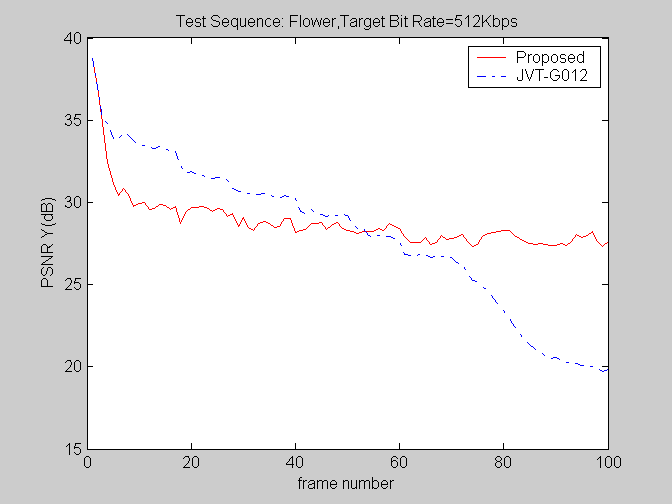 Test Sequence: Flower,Target Bit Rate=512Kbps
Proposed
JVT-G012
PSNR Y(dB)
40
35
30
25
20
15
0
20
40
60
80
100
frame number